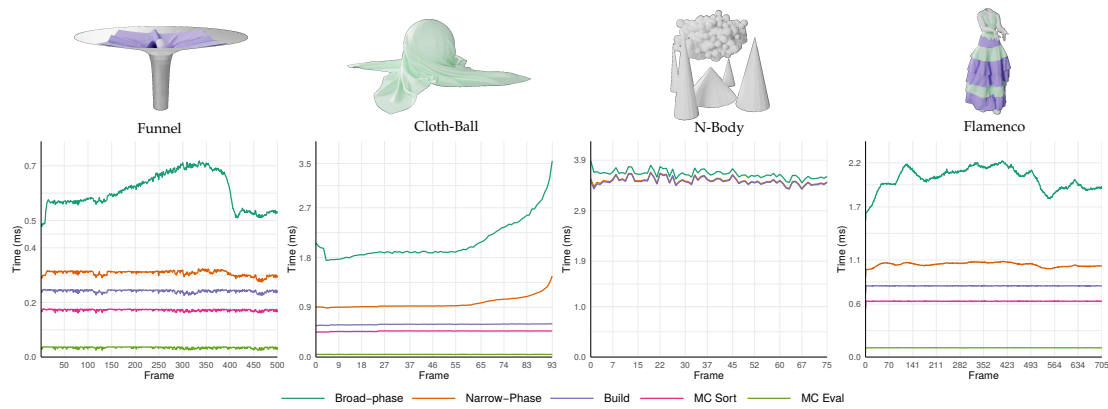 Funnel
Cloth-Ball
N-Body
Flamenco
Time (ms)
0.7
0.5
0.4
0.2
0.0
50 100 150 200 250 300 350 400 450 500
Frame
Time (ms)
3.5
2.6
1.8
0.9
0.0
0 9 18 27 37 46 55 65 74 83 93
Frame
Time (ms)
3.9
2.9
1.9
1.0
0.0
0 7 15 22 30 37 45 52 60 67 75
Frame
Time (ms)
2.2
1.7
1.1
0.6
0.0
0 70 141 211 282 352 423 493 564 634 705
Frame
Broad-phase Narrow-Phase Build MC Sort MC Eval